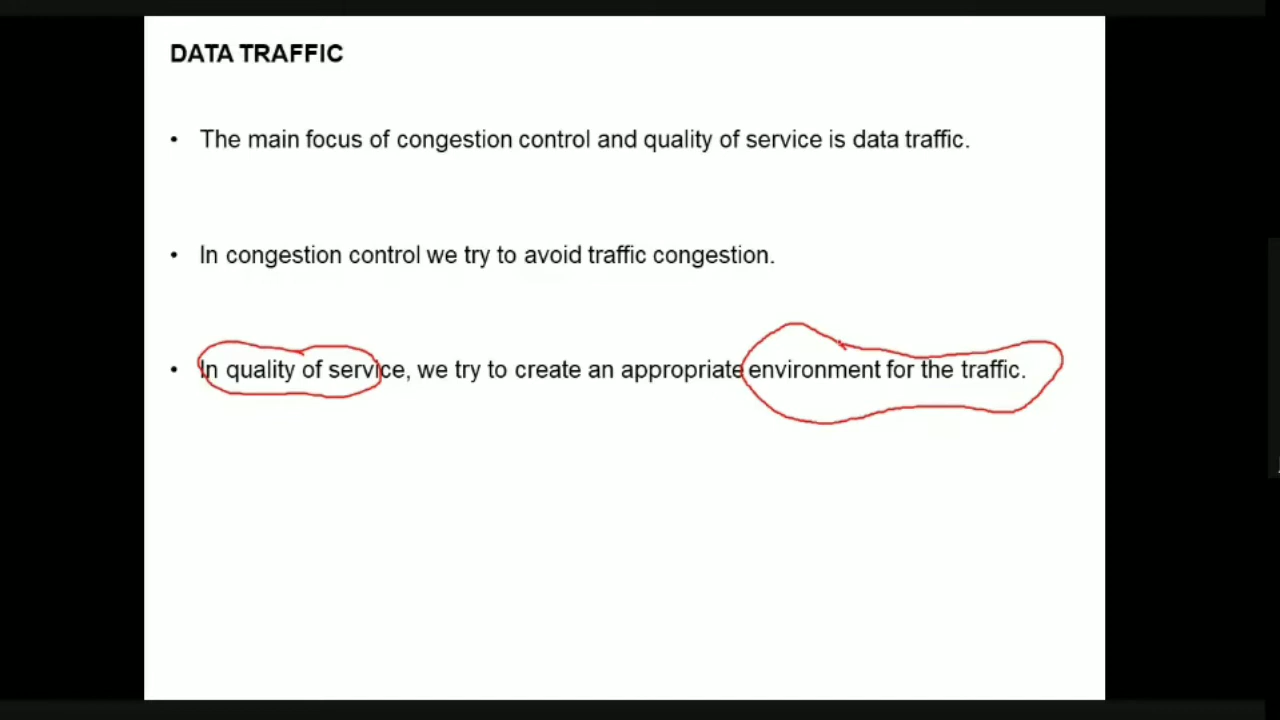 DATA TRAFFIC
• The main focus of congestion control and quality of service is data traffic.
• In congestion control we try to avoid traffic congestion.
• In quality of service, we try to create an appropriate environment for the traffic.